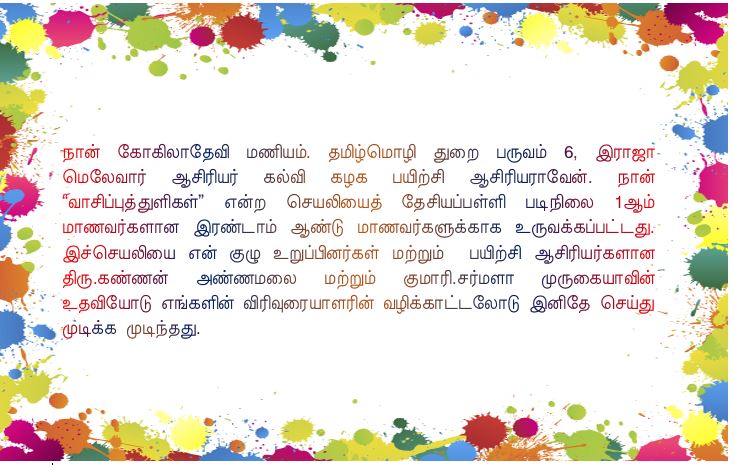 நான் கோகிலாதேவி மணியம். தமிழ்மொழி துறை பருவம் 6, இராஜா
மெலேவார் ஆசிரியர் கல்வி கழக பயிற்சி ஆசிரியராவேன். நான்
“வாசிப்புத்துளிகள்” என்ற செயலியைத் தேசியப்பள்ளி படிநிலை 1ஆம்
மாணவர்களான இரண்டாம் ஆண்டு மாணவர்களுக்காக உருவக்கப்பட்டது.
இச்செயலியை என் குழு உறுப்பினர்கள் மற்றும் பயிற்சி ஆசிரியர்களான
திரு.கண்ணன் அண்ணமலை மற்றும் குமாரி.சர்மளா முருகையாவின்
உதவியோடு எங்களின் விரிவுரையாளரின் வழிக்காட்டலோடு இனிதே செய்து
முடிக்க முடிந்தது.